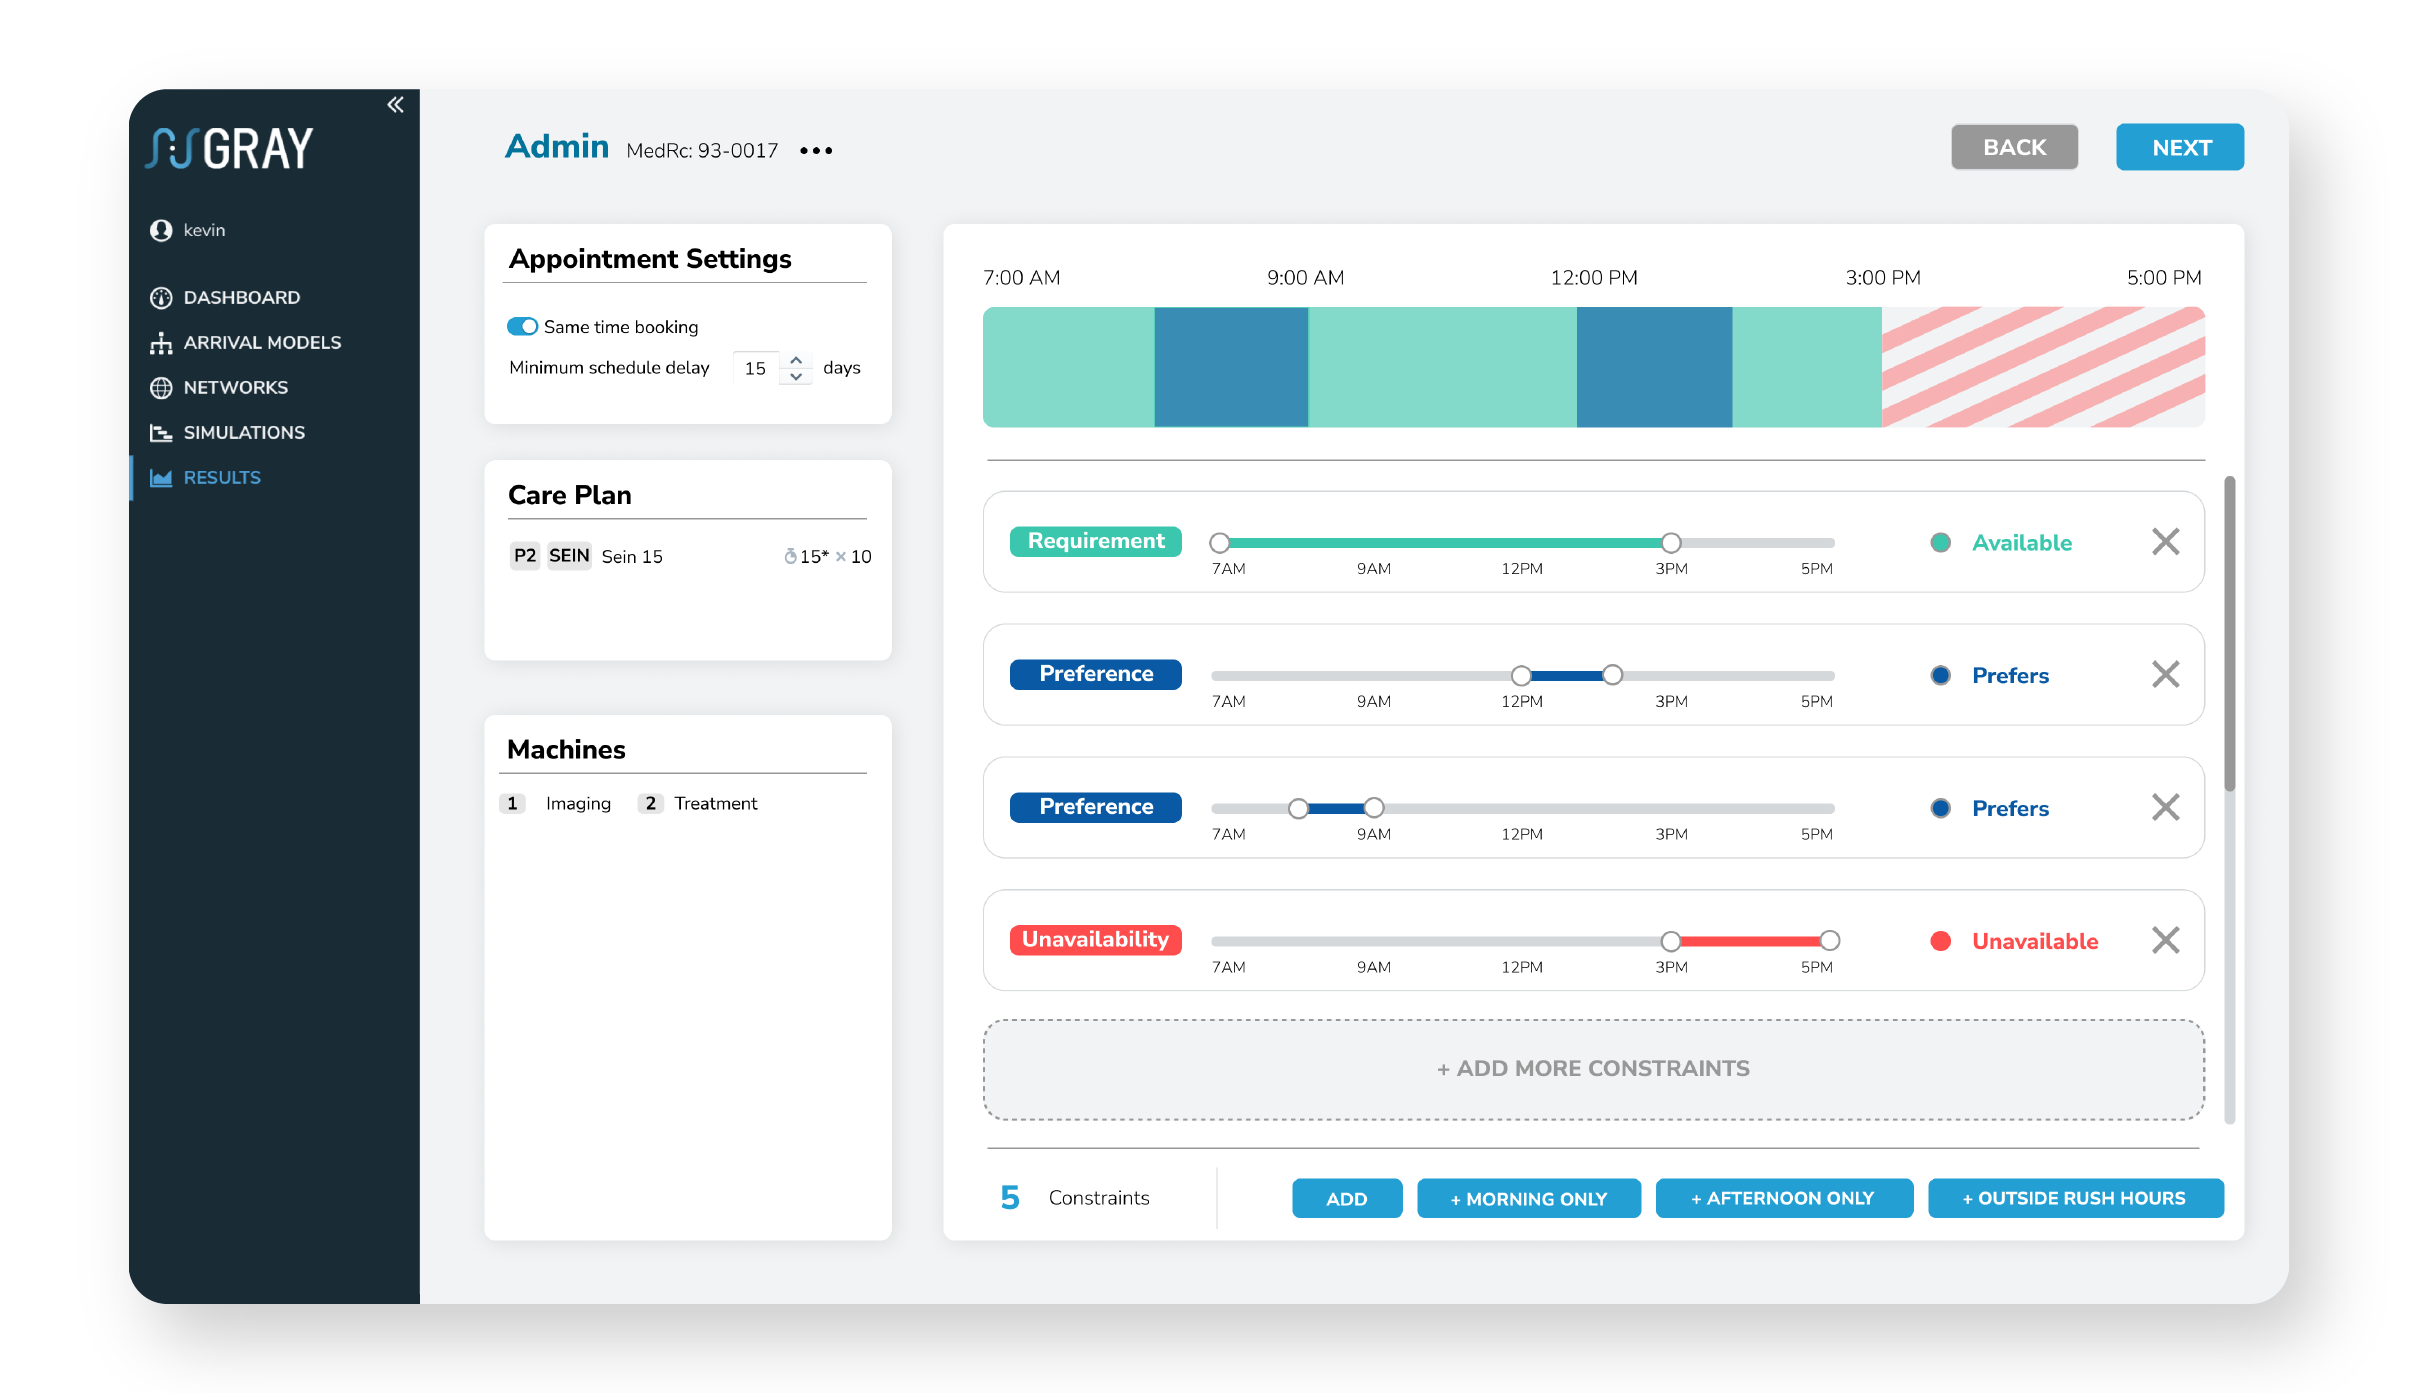 GRAY
kevin
DASHBOARD
ARRIVAL MODELS
NETWORKS
SIMULATIONS
RESULTS
Admin MedRc: 93-0017 •••
BACK NEXT
Appointment Settings
Same time booking
Minimum schedule delay 15 days
Care Plan
P2 SEIN Sein 15 15* × 10
Machines
1 Imaging 2 Treatment
7:00 AM 9:00 AM 12:00 PM 3:00 PM 5:00 PM
Requirement Available
7AM 9AM 12PM 3PM 5PM
Preference Prefers
7AM 9AM 12PM 3PM 5PM
Preference Prefers
7AM 9AM 12PM 3PM 5PM
Unavailability Unavailable
7AM 9AM 12PM 3PM 5PM
+ ADD MORE CONSTRAINTS
5 Constraints ADD + MORNING ONLY + AFTERNOON ONLY + OUTSIDE RUSH HOURS